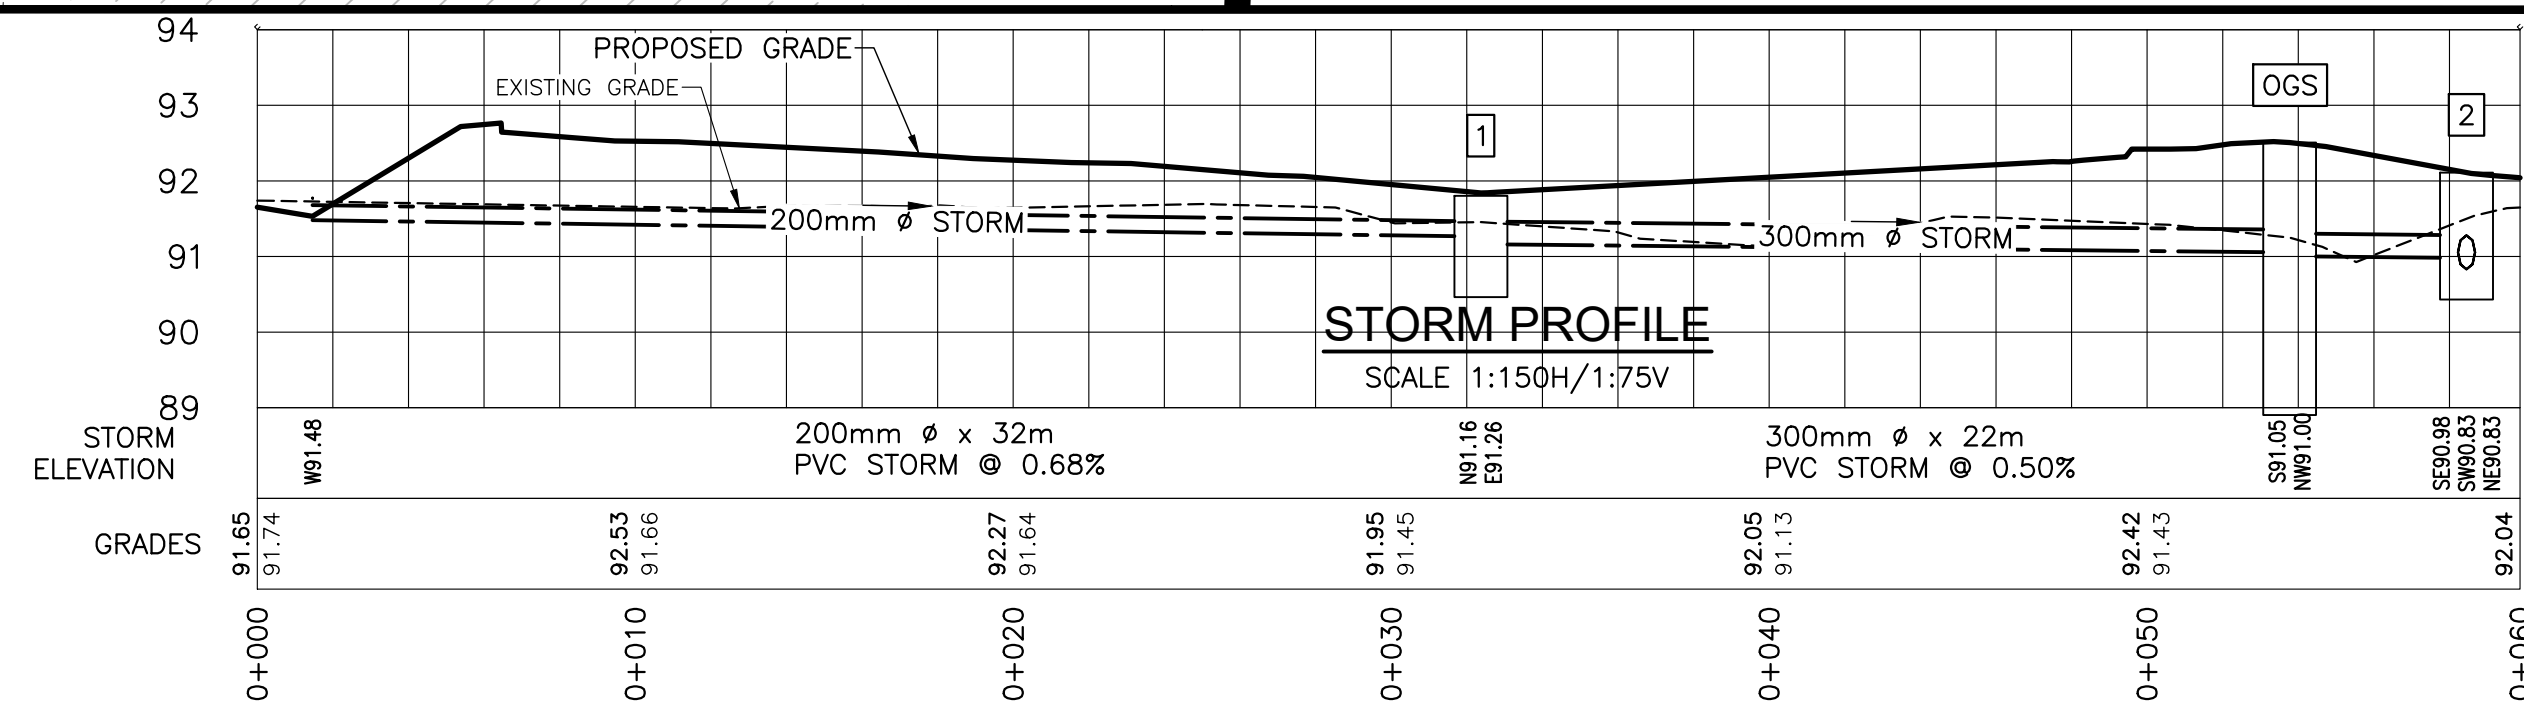 94
93
92
91
90
89
PROPOSED GRADE
EXISTING GRADE
1
OGS
2
200mm ø STORM
300mm ø STORM
STORM PROFILE
SCALE 1:150H/1:75V
STORM
ELEVATION
W91.48
200mm ø x 32m
PVC STORM @ 0.68%
N91.16
E91.26
300mm ø x 22m
PVC STORM @ 0.50%
S91.05
NW91.00
SE90.98
SW90.83
NE90.83
GRADES
91.65
91.74
92.53
91.66
92.27
91.64
91.95
91.45
92.05
91.13
92.42
91.43
92.04
0+000
0+010
0+020
0+030
0+040
0+050
0+060